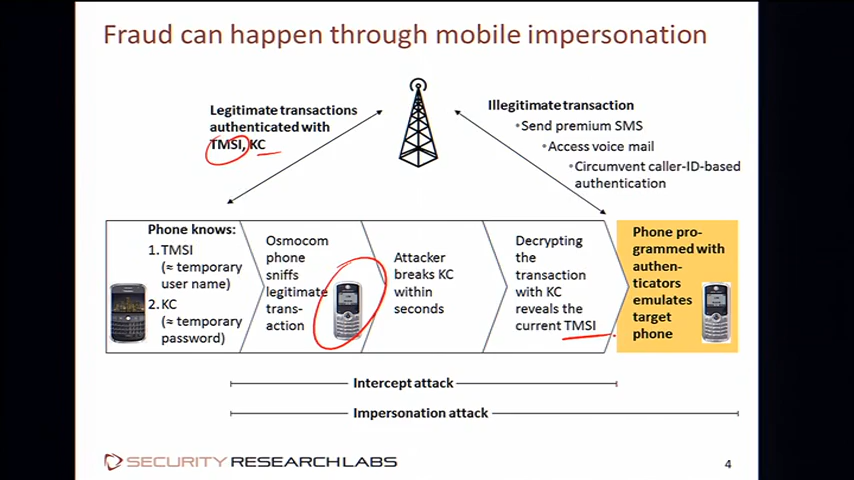 Fraud can happen through mobile impersonation
Legitimate transactions
authenticated with
TMSI, KC
Illegitimate transaction
•Send premium SMS
•Access voice mail
•Circumvent caller-ID-based
authentication
Phone knows:
1. TMSI
(≈ temporary
user name)
2. KC
(≈ temporary
password)
Osmocom
phone
sniffs
legitimate
trans-
action
Attacker
breaks KC
within
seconds
Decrypting
the
transaction
with KC
reveals the
current TMSI
Phone pro-
grammed with
authen-
ticators
emulates
target
phone
Intercept attack
Impersonation attack
SECURITY RESEARCH LABS
4